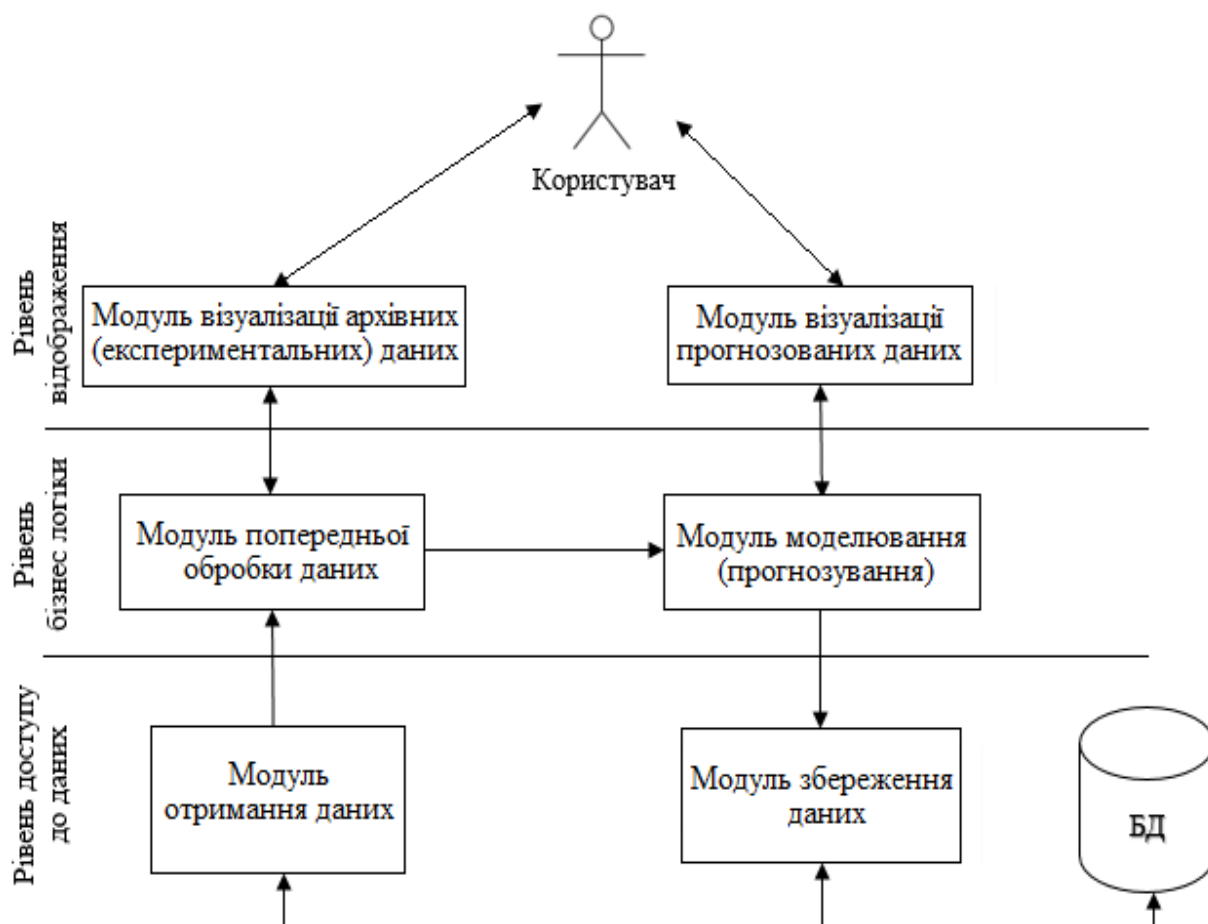 Користувач
Рівень
відображення
Модуль візуалізації архівних
(експериментальних) даних
Модуль візуалізації
прогнозованих даних
Рівень
бізнес логіки
Модуль попередньої
обробки даних
Модуль моделювання
(прогнозування)
Рівень доступу
до даних
Модуль
отримання даних
Модуль збереження
даних
БД